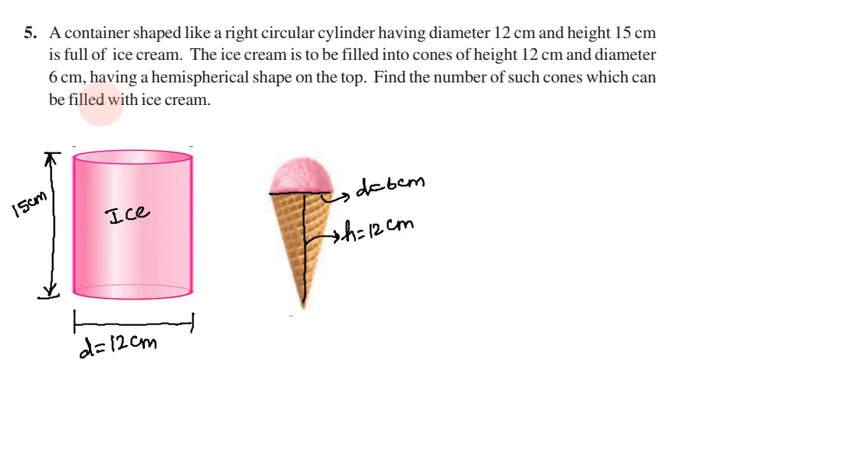 5. A container shaped like a right circular cylinder having diameter 12 cm and height 15 cm
is full of ice cream. The ice cream is to be filled into cones of height 12 cm and diameter
6 cm, having a hemispherical shape on the top. Find the number of such cones which can
be filled with ice cream.
d=6cm
15cm
Ice
h=12cm
d=12cm